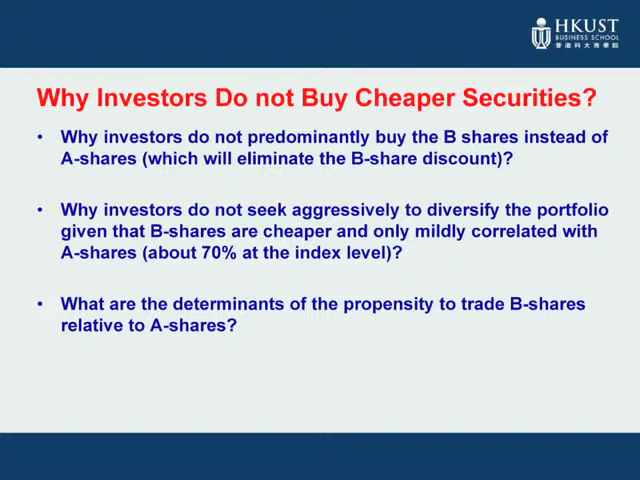 HKUST
BUSINESS SCHOOL
香港科大商學院
Why Investors Do not Buy Cheaper Securities?
• Why investors do not predominantly buy the B shares instead of
A-shares (which will eliminate the B-share discount)?
• Why investors do not seek aggressively to diversify the portfolio
given that B-shares are cheaper and only mildly correlated with
A-shares (about 70% at the index level)?
• What are the determinants of the propensity to trade B-shares
relative to A-shares?